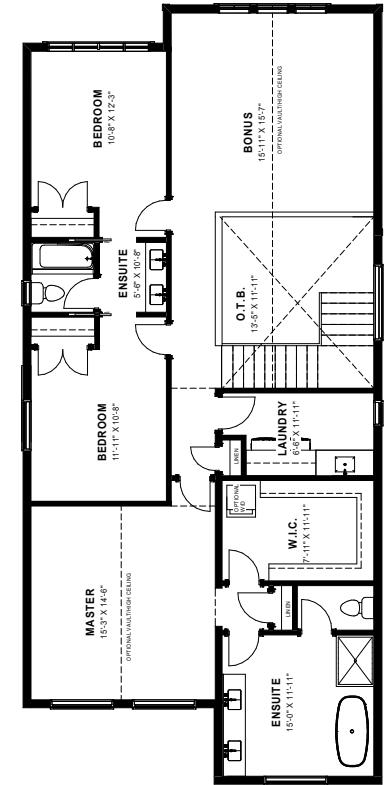 BEDROOM
10'-8" X 12'-3"
BONUS
15'-11" X 15'-7"
OPTIONAL VAULT/HIGH CEILING
ENSUITE
5'-6" X 10'-8"
O.T.B.
13'-5" X 11'-11"
BEDROOM
11'-11" X 10'-8"
LAUNDRY
6'-6" X 11'-11"
LINEN
OPTIONAL
W/D
W.I.C.
7'-11" X 11'-11"
MASTER
15'-3" X 14'-6"
OPTIONAL VAULT/HIGH CEILING
LINEN
ENSUITE
15'-0" X 11'-11"